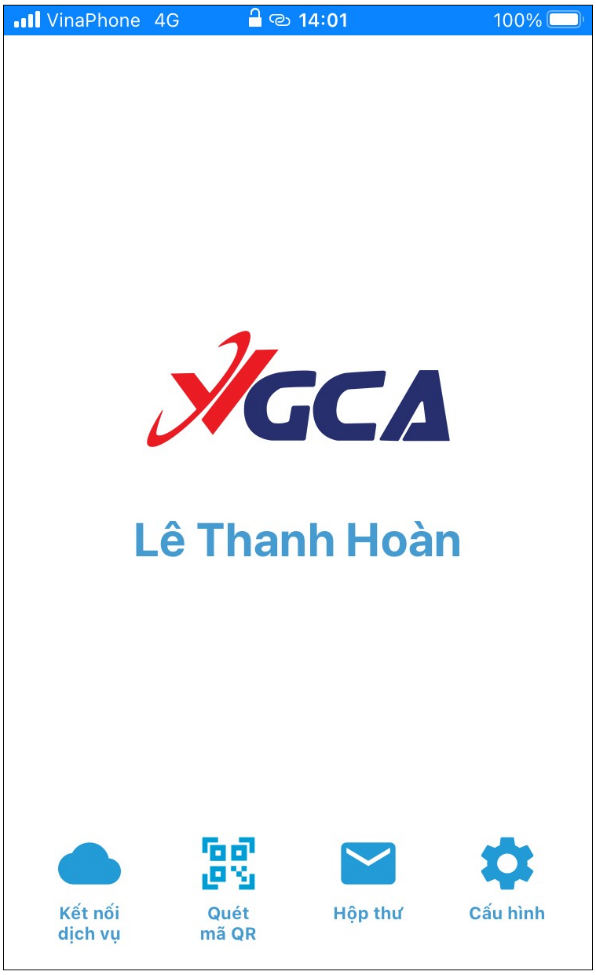 VinaPhone 4G 14:01 100%
VGCA
Lê Thanh Hoàn
Kết nối dịch vụ
Quét mã QR
Hộp thư
Cấu hình